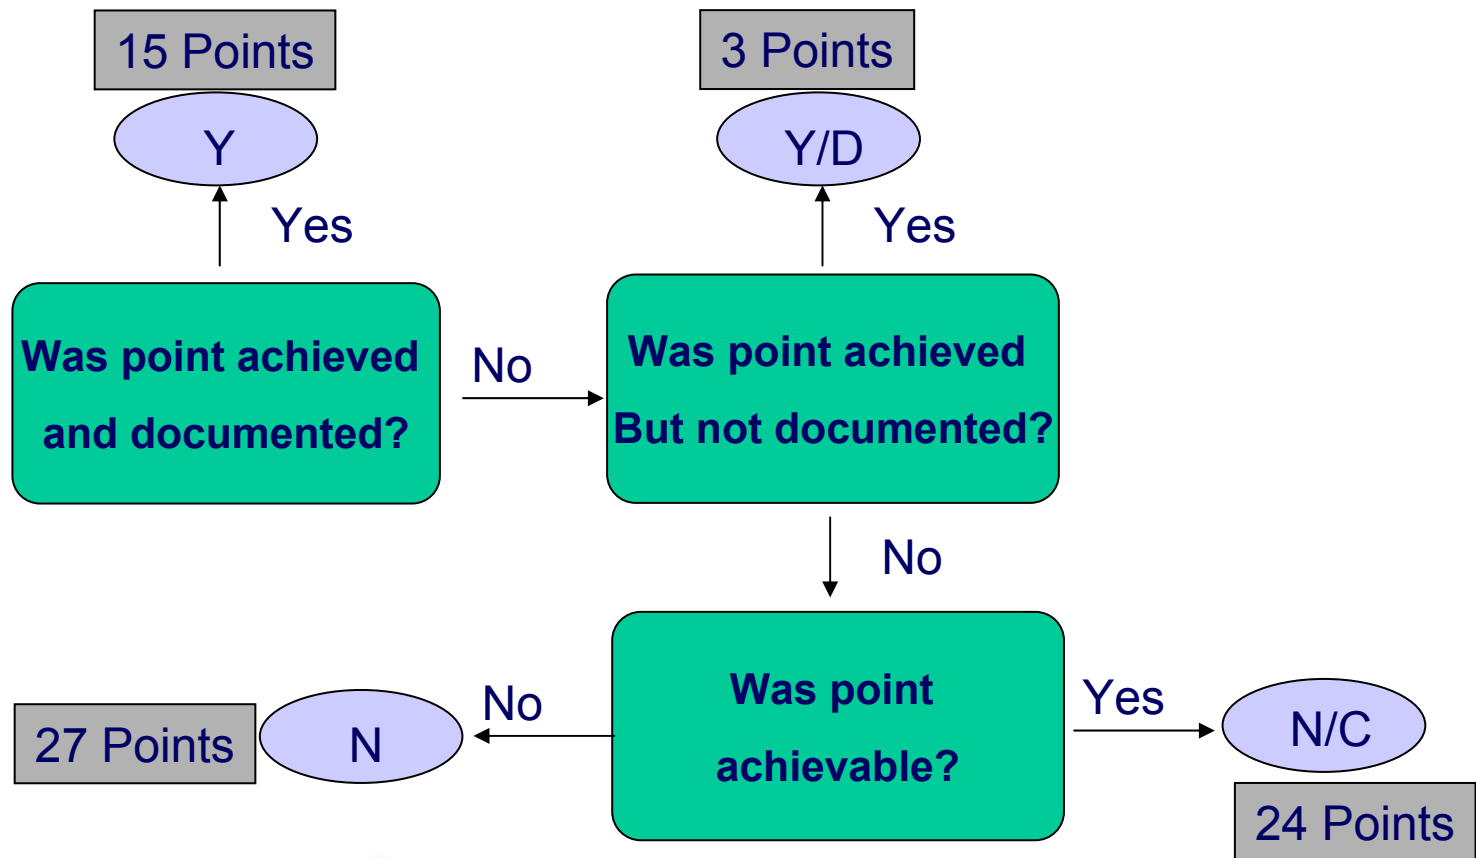 15 Points
3 Points
Y
Y/D
Yes
Yes
Was point achieved
and documented?
No
Was point achieved
But not documented?
No
Was point
achievable?
No
Yes
27 Points
N
N/C
24 Points